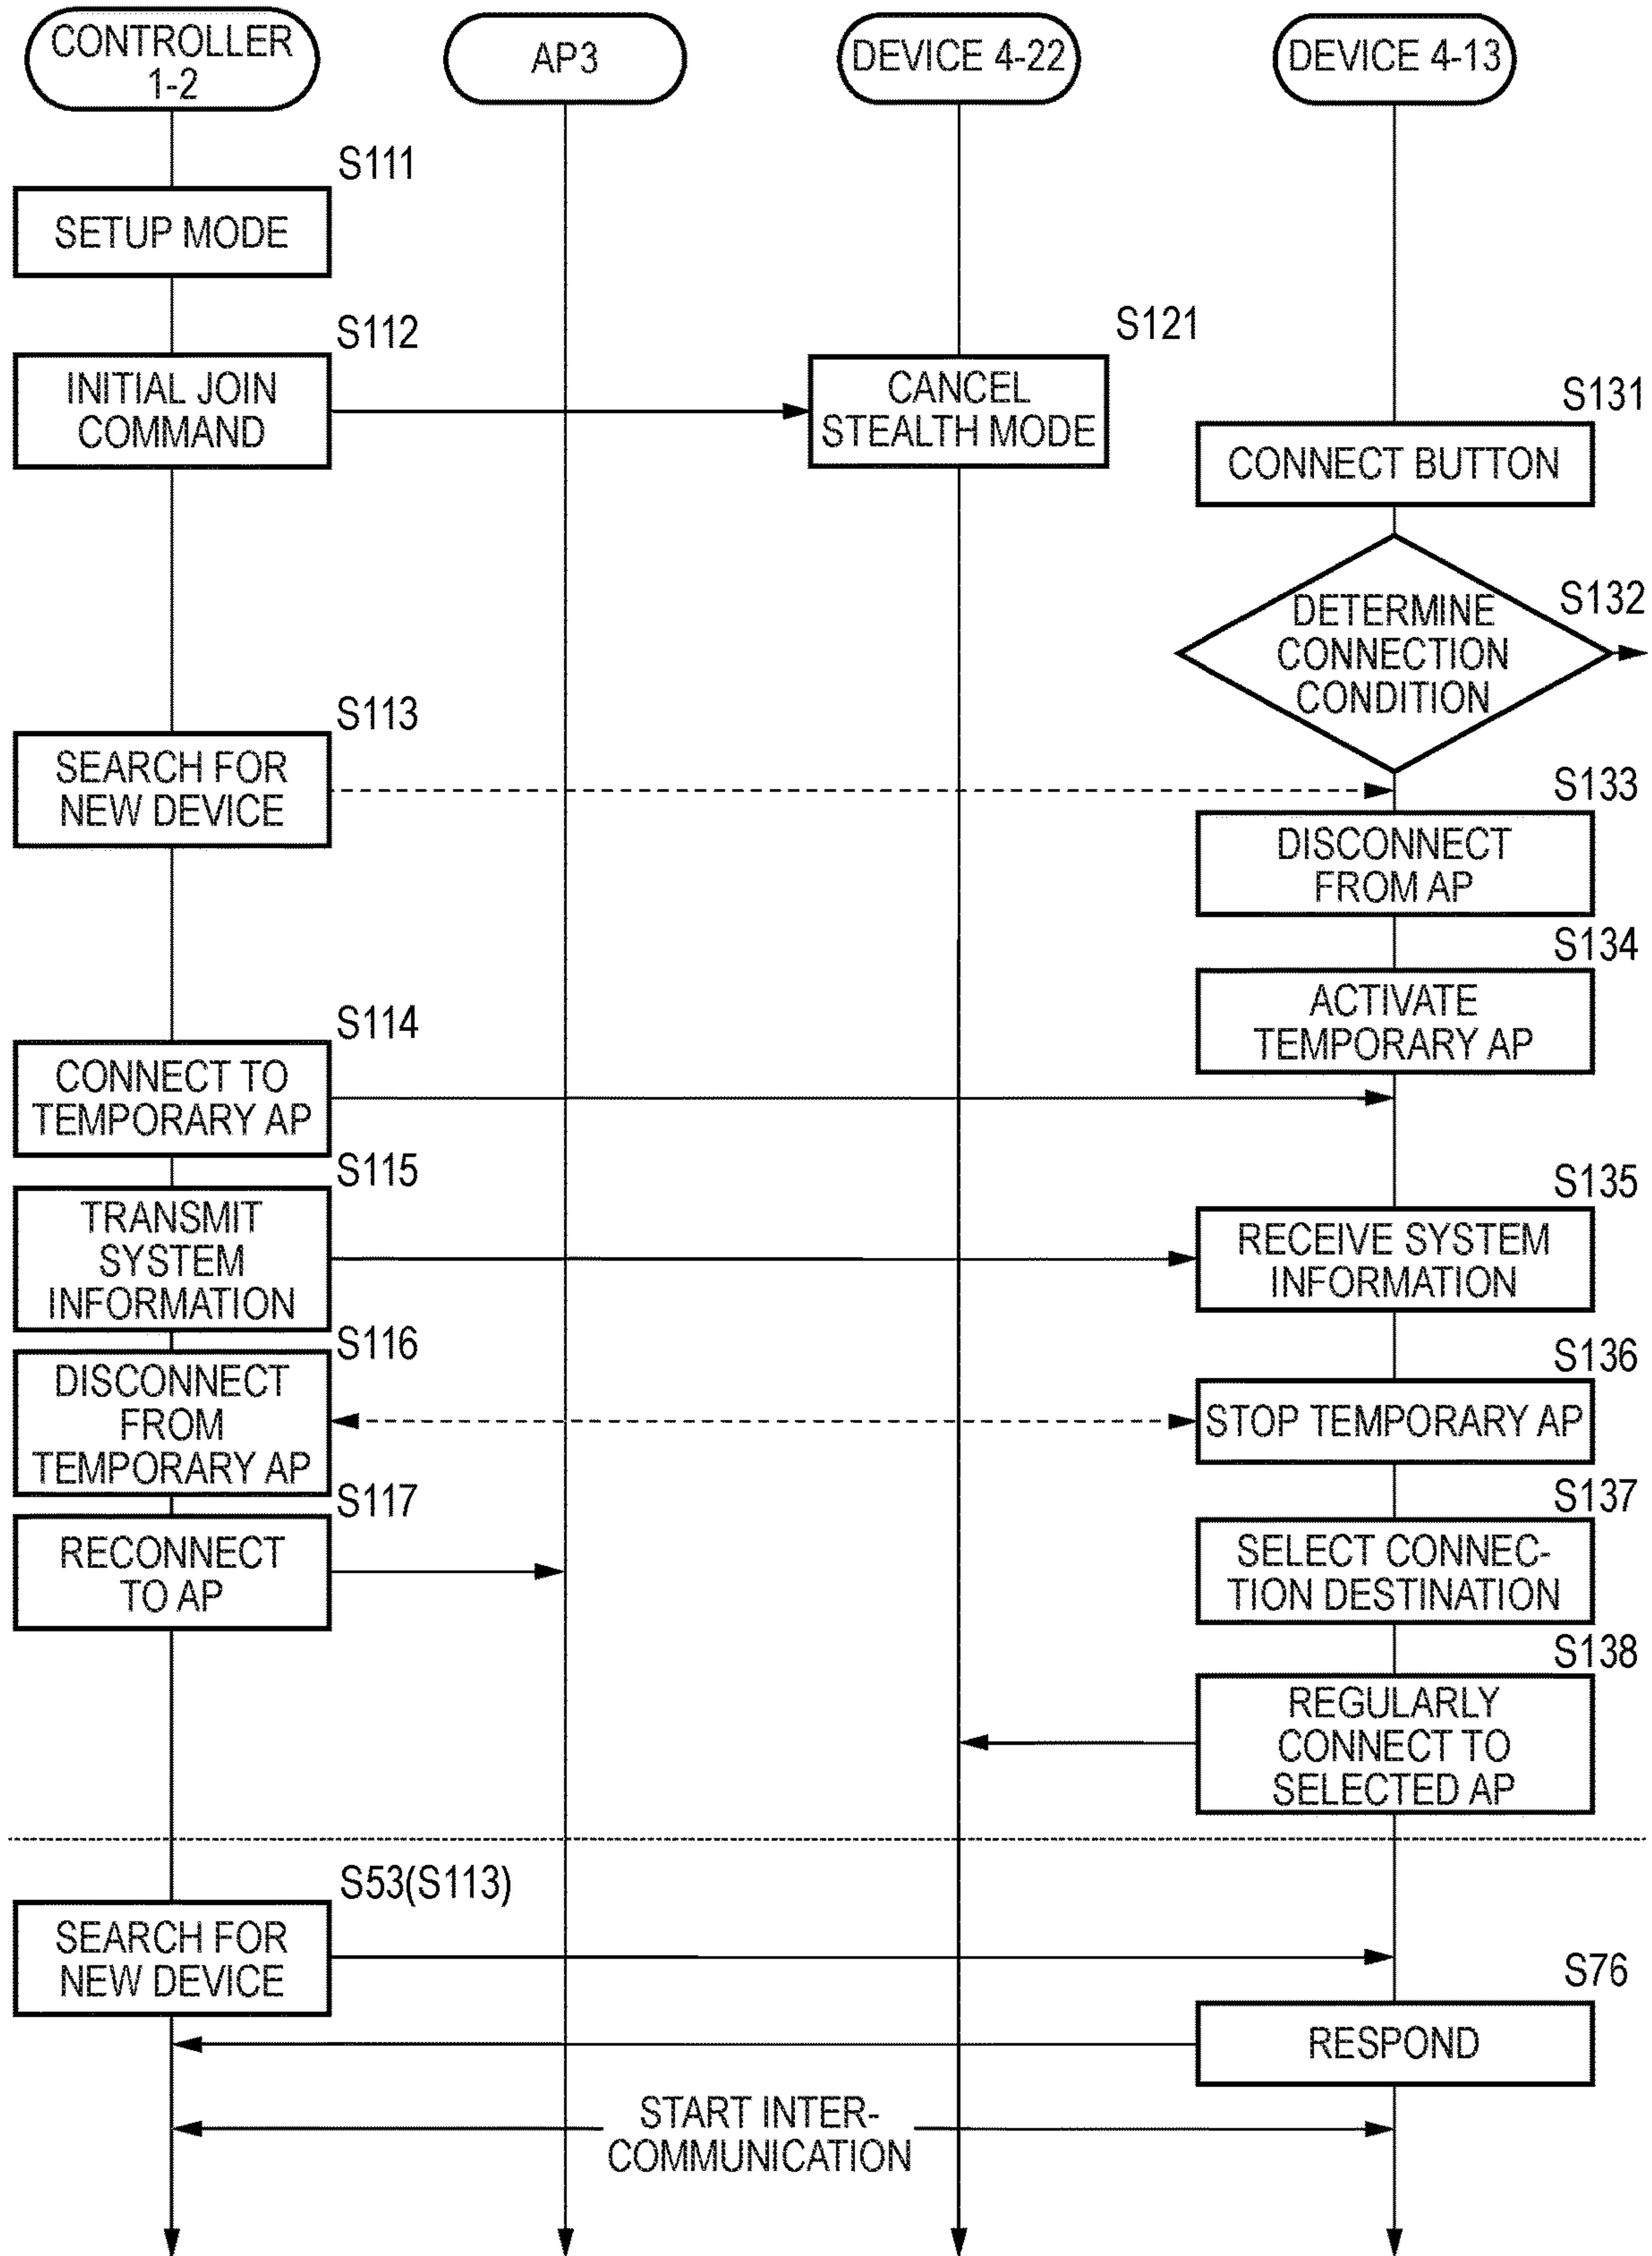 CONTROLLER
1-2
AP3
DEVICE 4-22
DEVICE 4-13
S111
SETUP MODE
S112
INITIAL JOIN
COMMAND
S121
CANCEL
STEALTH MODE
S131
CONNECT BUTTON
S132
DETERMINE
CONNECTION
CONDITION
S113
SEARCH FOR
NEW DEVICE
S133
DISCONNECT
FROM AP
S134
ACTIVATE
TEMPORARY AP
S114
CONNECT TO
TEMPORARY AP
S115
TRANSMIT
SYSTEM
INFORMATION
S135
RECEIVE SYSTEM
INFORMATION
S116
DISCONNECT
FROM
TEMPORARY AP
S136
STOP TEMPORARY AP
S117
RECONNECT
TO AP
S137
SELECT CONNEC-
TION DESTINATION
S138
REGULARLY
CONNECT TO
SELECTED AP
S53(S113)
SEARCH FOR
NEW DEVICE
S76
RESPOND
START INTER-
COMMUNICATION